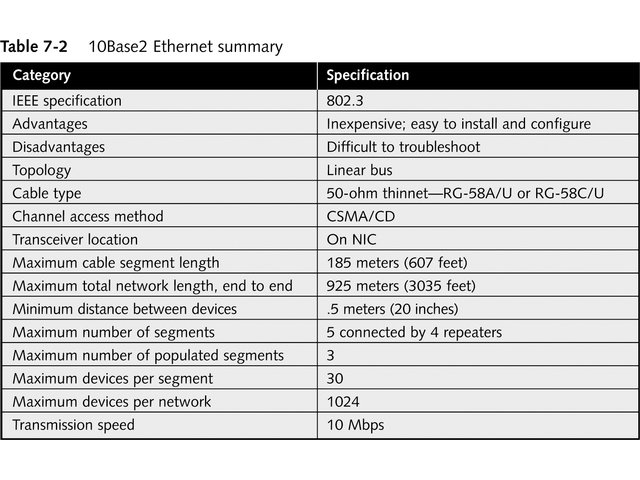 Table 7-2 10Base2 Ethernet summary
Category Specification
IEEE specification 802.3
Advantages Inexpensive; easy to install and configure
Disadvantages Difficult to troubleshoot
Topology Linear bus
Cable type 50-ohm thinnet—RG-58A/U or RG-58C/U
Channel access method CSMA/CD
Transceiver location On NIC
Maximum cable segment length 185 meters (607 feet)
Maximum total network length, end to end 925 meters (3035 feet)
Minimum distance between devices .5 meters (20 inches)
Maximum number of segments 5 connected by 4 repeaters
Maximum number of populated segments 3
Maximum devices per segment 30
Maximum devices per network 1024
Transmission speed 10 Mbps